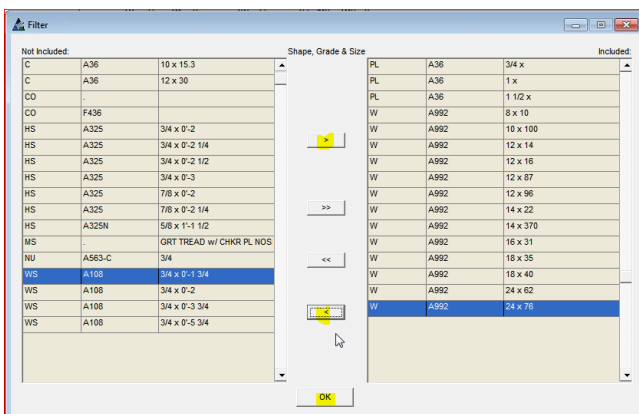 Filter
Not Included: Shape, Grade & Size Included:
C A36 10 x 15.3 PL A36 3/4 x
C A36 12 x 30 PL A36 1 x
CO . PL A36 1 1/2 x
CO F436 W A992 8 x 10
HS A325 3/4 x 0'-2 W A992 10 x 100
HS A325 3/4 x 0'-2 1/4 > W A992 12 x 14
HS A325 3/4 x 0'-2 1/2 W A992 12 x 16
HS A325 3/4 x 0'-3 W A992 12 x 87
HS A325 7/8 x 0'-2 W A992 12 x 96
HS A325 7/8 x 0'-2 1/4 >> W A992 14 x 22
HS A325N 5/8 x 1'-1 1/2 W A992 14 x 370
MS . GRT TREAD w/ CHKR PL NOS W A992 16 x 31
NU A563-C 3/4 << W A992 18 x 35
WS A108 3/4 x 0'-1 3/4 W A992 18 x 40
WS A108 3/4 x 0'-2 W A992 24 x 62
WS A108 3/4 x 0'-3 3/4 < W A992 24 x 76
WS A108 3/4 x 0'-5 3/4
OK